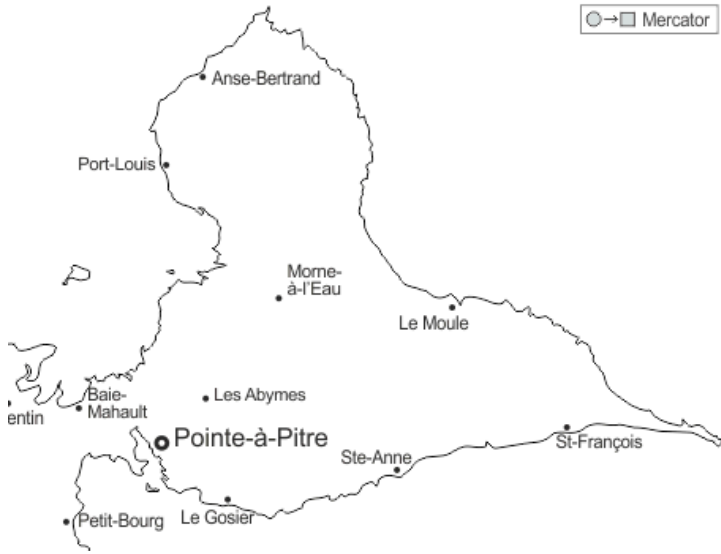 Mercator
Anse-Bertrand
Port-Louis
Morne-
à-l'Eau
Le Moule
Baie-
Mahault
Les Abymes
entin
Pointe-à-Pitre
St-François
Ste-Anne
Le Gosier
Petit-Bourg